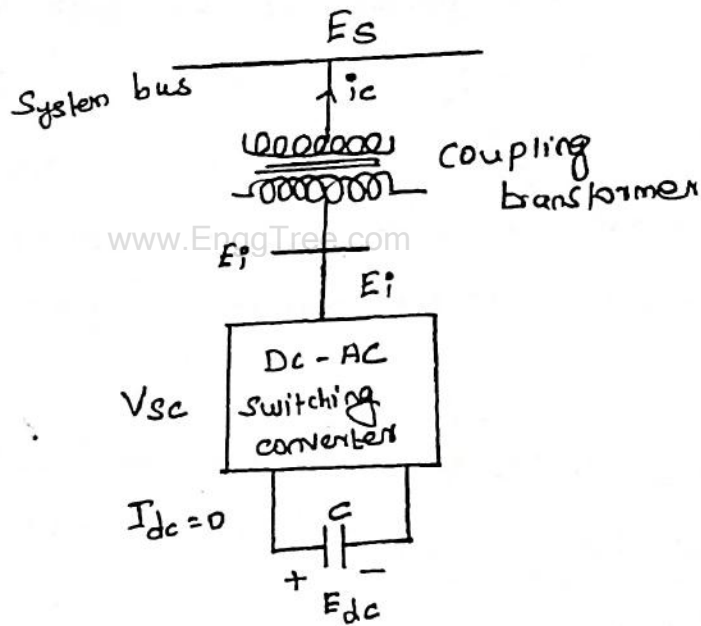 Es
System bus
ic
Coupling
transformer
www.EnggTree.com
Ei
Ei
Dc - AC
Switching
converter
Vsc
Idc = 0
C
+ −
Edc